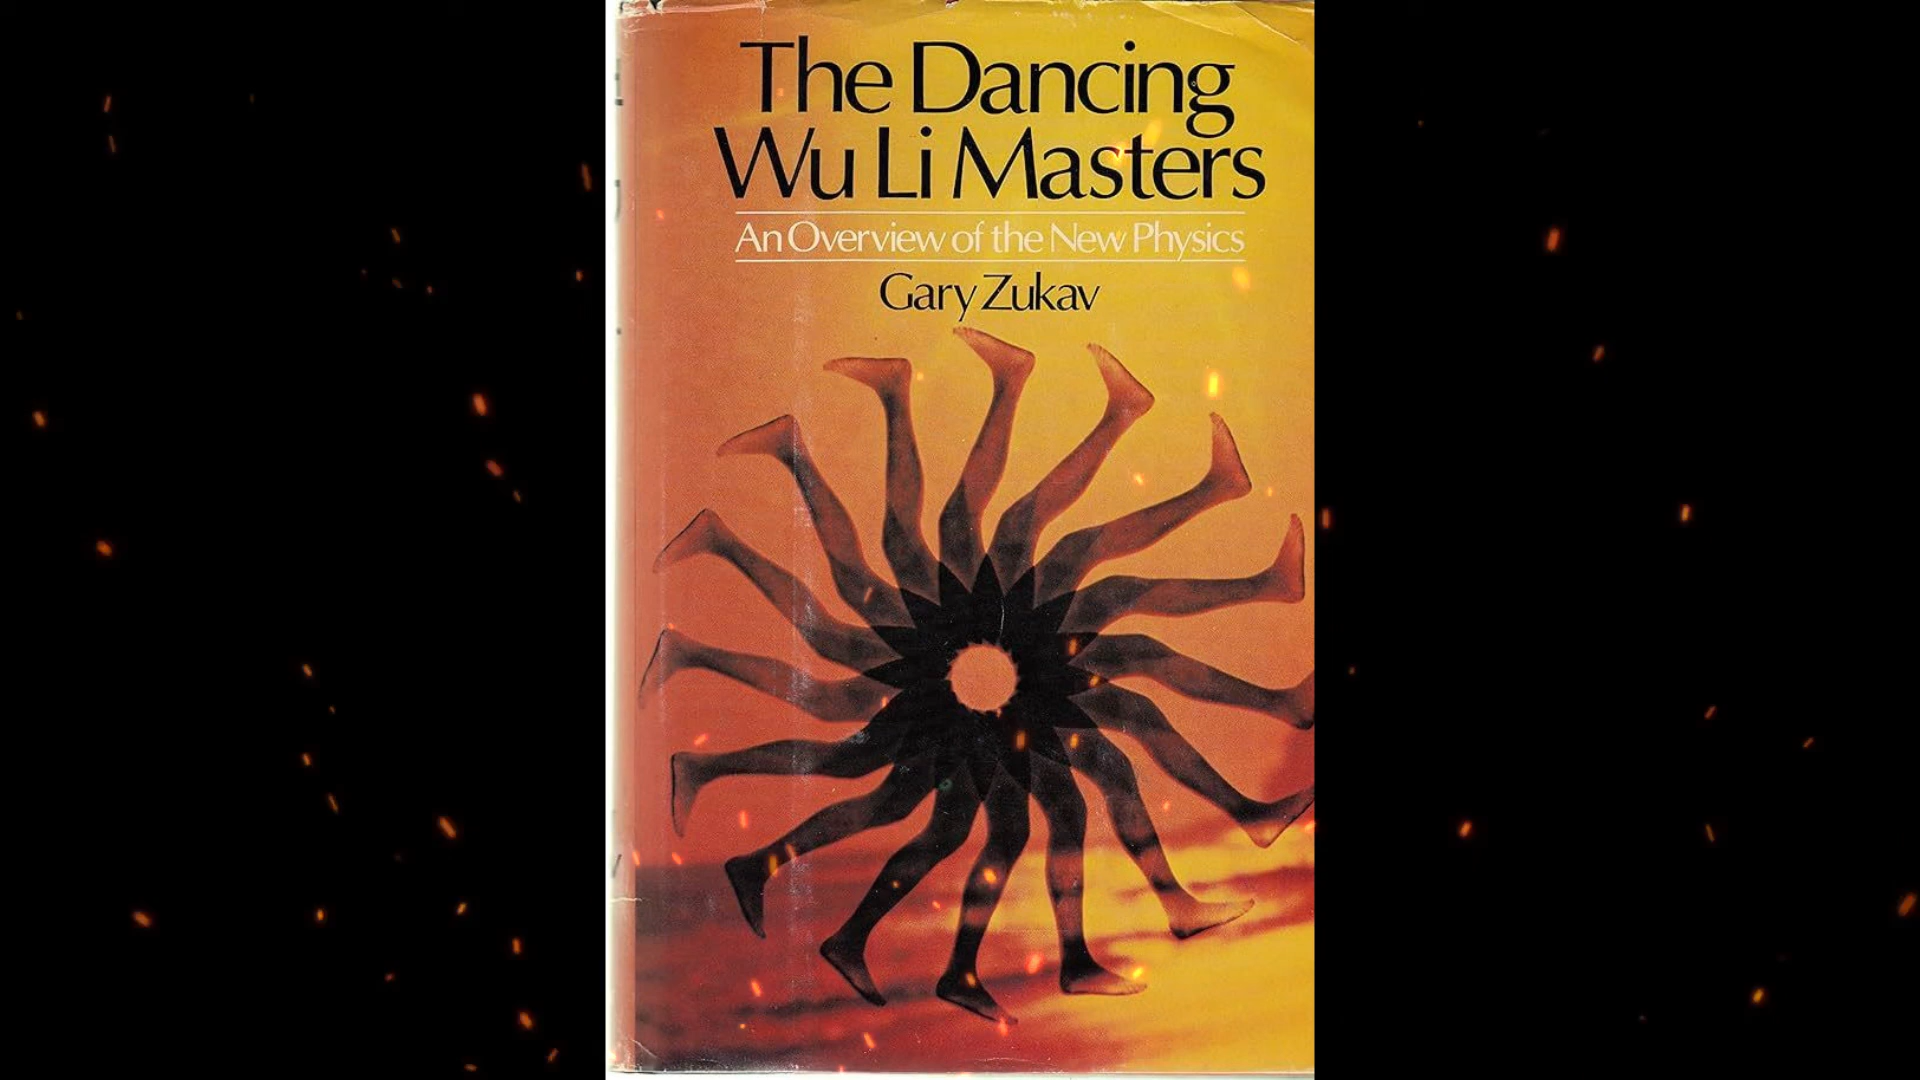 The Dancing
Wu Li Masters
An Overview of the New Physics
Gary Zukav